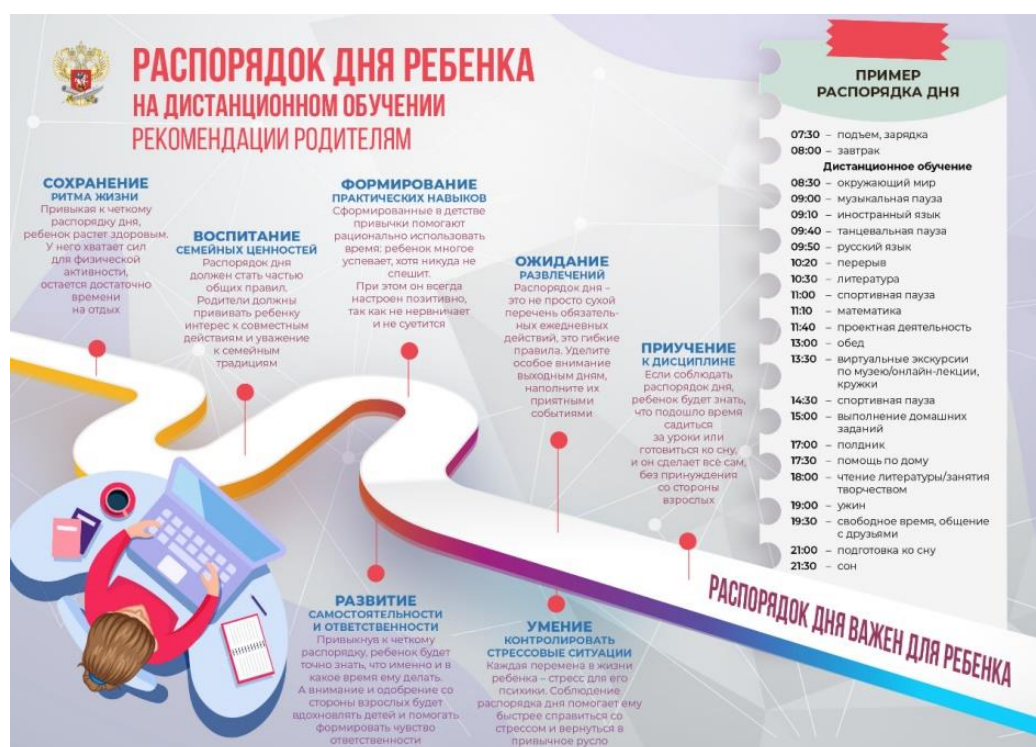 РАСПОРЯДОК ДНЯ РЕБЕНКА
НА ДИСТАНЦИОННОМ ОБУЧЕНИИ
РЕКОМЕНДАЦИИ РОДИТЕЛЯМ
СОХРАНЕНИЕ
РИТМА ЖИЗНИ
Привыкая к четкому
распорядку дня,
ребенок растет здоровым.
У него хватает сил
для физической
активности,
остается достаточно
времени
на отдых
ВОСПИТАНИЕ
СЕМЕЙНЫХ ЦЕННОСТЕЙ
Распорядок дня
должен стать частью
общих правил.
Родители должны
прививать ребенку
интерес к совместным
действиям и уважение
к семейным
традициям
ФОРМИРОВАНИЕ
ПРАКТИЧЕСКИХ НАВЫКОВ
Сформированные в детстве
привычки помогают
рационально использовать
время: ребенок многое
успевает, хотя никуда не
спешит.
При этом он всегда
настроен позитивно,
так как не нервничает
и не суетится
ОЖИДАНИЕ
РАЗВЛЕЧЕНИЙ
Распорядок дня –
это не просто сухой
перечень обязатель-
ных ежедневных
действий, это гибкие
правила. Уделите
особое внимание
выходным дням,
наполните их
приятными
событиями
ПРИУЧЕНИЕ
К ДИСЦИПЛИНЕ
Если соблюдать
распорядок дня,
ребенок будет знать,
что подошло время
садиться
за уроки или
готовиться ко сну,
и он сделает всё сам,
без принуждения
со стороны
взрослых
РАЗВИТИЕ
САМОСТОЯТЕЛЬНОСТИ
И ОТВЕТСТВЕННОСТИ
Привыкнув к четкому
распорядку, ребенок будет
точно знать, что именно и в
какое время ему делать.
А внимание и одобрение со
стороны взрослых будет
вдохновлять детей и помогать
формировать чувство
ответственности
УМЕНИЕ
КОНТРОЛИРОВАТЬ
СТРЕССОВЫЕ СИТУАЦИИ
Каждая перемена в жизни
ребенка – стресс для его
психики. Соблюдение
распорядка дня помогает ему
быстрее справиться со
стрессом и вернуться в
привычное русло
РАСПОРЯДОК ДНЯ ВАЖЕН ДЛЯ РЕБЕНКА
ПРИМЕР
РАСПОРЯДКА ДНЯ
07:30 – подъем, зарядка
08:00 – завтрак
Дистанционное обучение
08:30 – окружающий мир
09:00 – музыкальная пауза
09:10 – иностранный язык
09:40 – танцевальная пауза
09:50 – русский язык
10:20 – перерыв
10:30 – литература
11:00 – спортивная пауза
11:10 – математика
11:40 – проектная деятельность
13:00 – обед
13:30 – виртуальные экскурсии
по музею/онлайн-лекции,
кружки
14:30 – спортивная пауза
15:00 – выполнение домашних
заданий
17:00 – полдник
17:30 – помощь по дому
18:00 – чтение литературы/занятия
творчеством
19:00 – ужин
19:30 – свободное время, общение
с друзьями
21:00 – подготовка ко сну
21:30 – сон